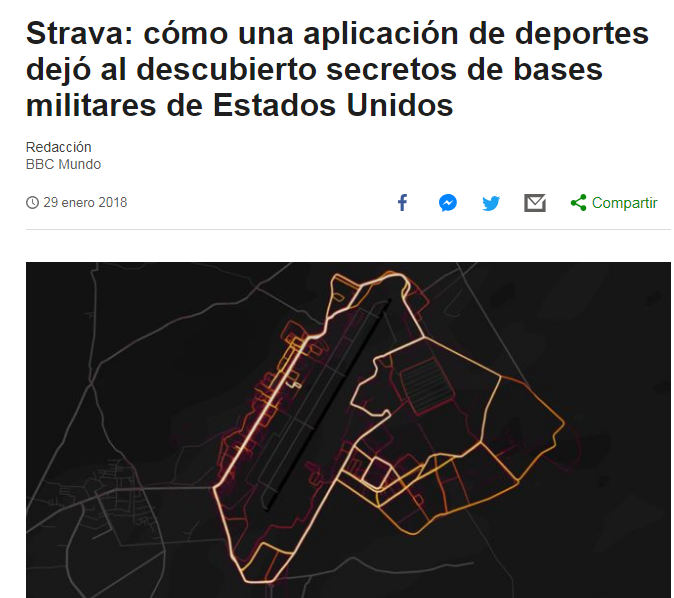 Strava: cómo una aplicación de deportes
dejó al descubierto secretos de bases
militares de Estados Unidos
Redacción
BBC Mundo
29 enero 2018
Compartir